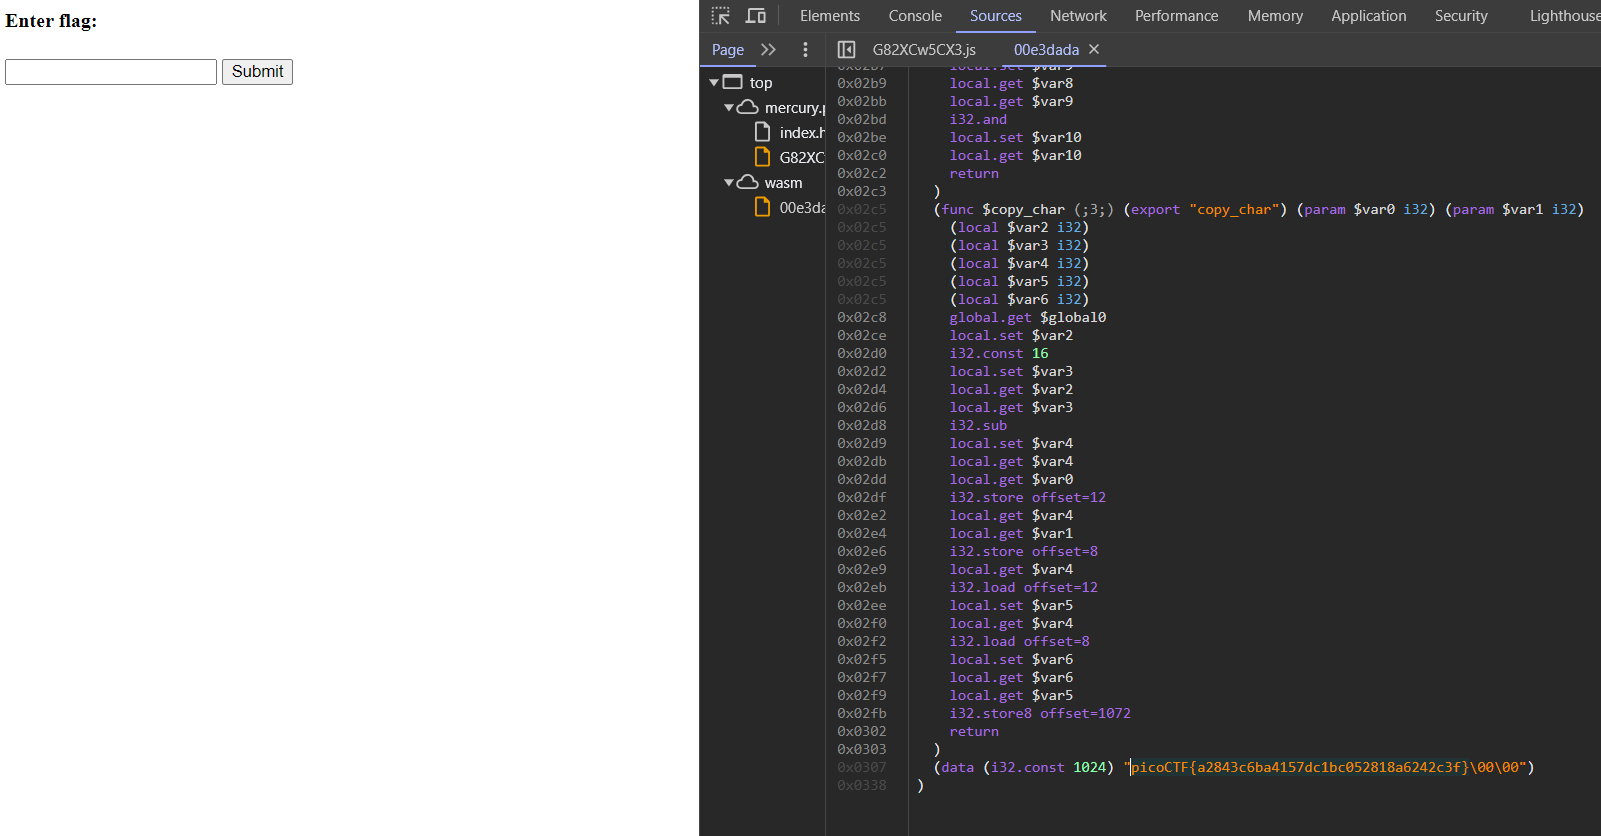 Enter flag:
Submit
Elements Console Sources Network Performance Memory Application Security Lighthouse
Page G82XCw5CX3.js 00e3dada
top
mercury.p
index.h
G82XC
wasm
00e3da
0x02b7 local.set $var9
0x02b9 local.get $var8
0x02bb local.get $var9
0x02bd i32.and
0x02be local.set $var10
0x02c0 local.get $var10
0x02c2 return
0x02c3 )
0x02c5 (func $copy_char (;3;) (export "copy_char") (param $var0 i32) (param $var1 i32)
0x02c5 (local $var2 i32)
0x02c5 (local $var3 i32)
0x02c5 (local $var4 i32)
0x02c5 (local $var5 i32)
0x02c5 (local $var6 i32)
0x02c8 global.get $global0
0x02ce local.set $var2
0x02d0 i32.const 16
0x02d2 local.set $var3
0x02d4 local.get $var2
0x02d6 local.get $var3
0x02d8 i32.sub
0x02d9 local.set $var4
0x02db local.get $var4
0x02dd local.get $var0
0x02df i32.store offset=12
0x02e2 local.get $var4
0x02e4 local.get $var1
0x02e6 i32.store offset=8
0x02e9 local.get $var4
0x02eb i32.load offset=12
0x02ee local.set $var5
0x02f0 local.get $var4
0x02f2 i32.load offset=8
0x02f5 local.set $var6
0x02f7 local.get $var6
0x02f9 local.get $var5
0x02fb i32.store8 offset=1072
0x0302 return
0x0303 )
0x0307 (data (i32.const 1024) "picoCTF{a2843c6ba4157dc1bc052818a6242c3f}\00\00")
0x0338 )